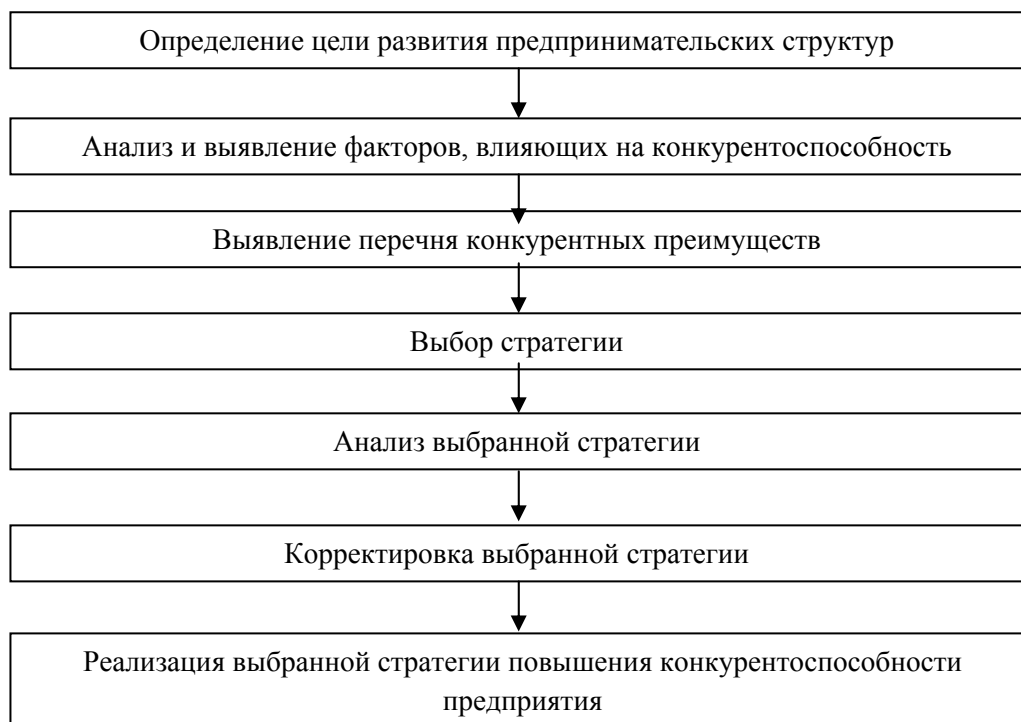 Определение цели развития предпринимательских структур
Анализ и выявление факторов, влияющих на конкурентоспособность
Выявление перечня конкурентных преимуществ
Выбор стратегии
Анализ выбранной стратегии
Корректировка выбранной стратегии
Реализация выбранной стратегии повышения конкурентоспособности
предприятия